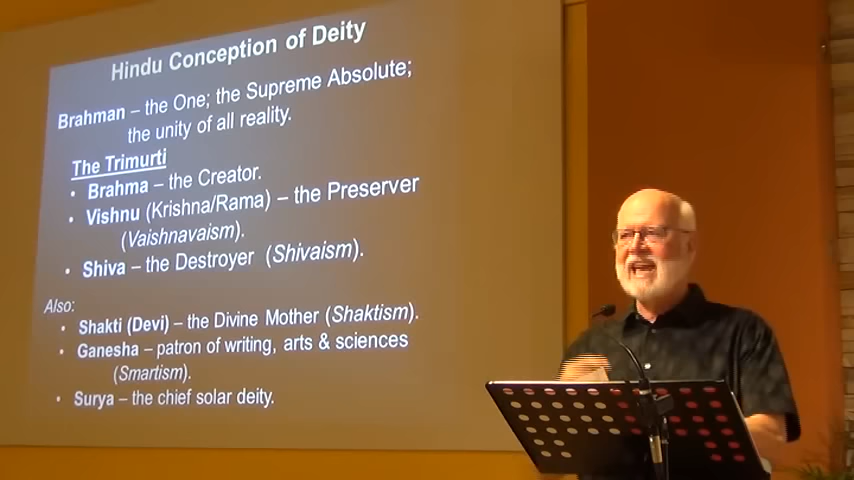 Hindu Conception of Deity
Brahman – the One; the Supreme Absolute;
the unity of all reality.
The Trimurti
• Brahma – the Creator.
• Vishnu (Krishna/Rama) – the Preserver
(Vaishnavaism).
• Shiva – the Destroyer (Shivaism).
Also:
• Shakti (Devi) – the Divine Mother (Shaktism).
• Ganesha – patron of writing, arts & sciences
(Smartism).
• Surya – the chief solar deity.